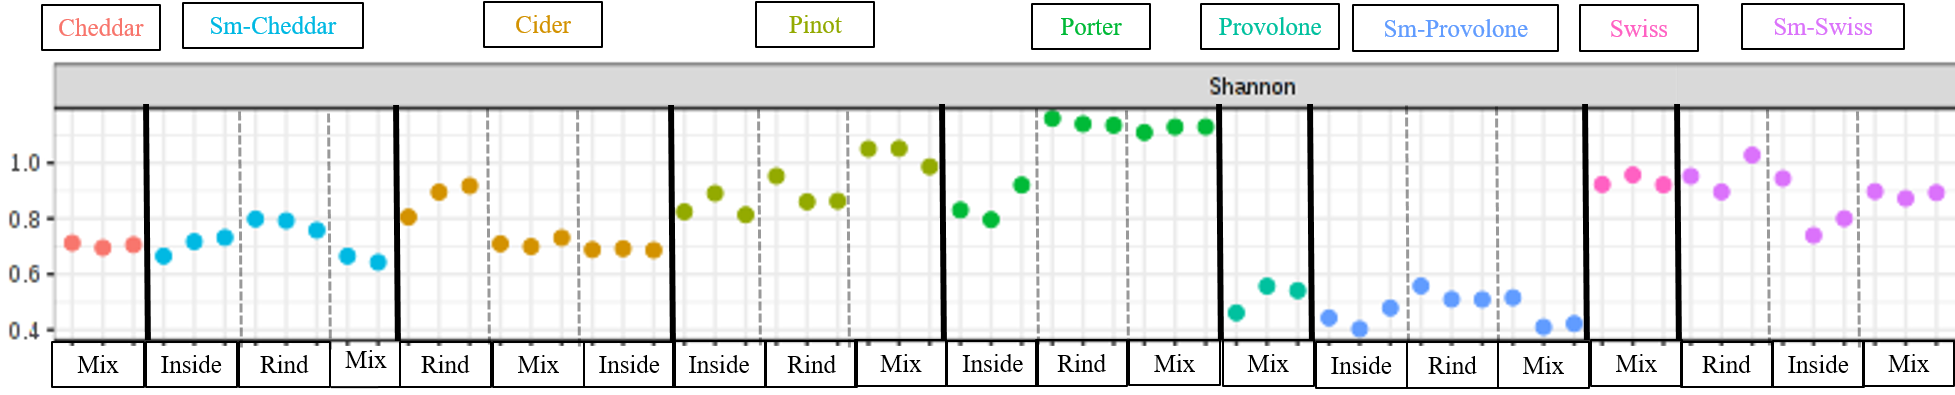 Cheddar Sm-Cheddar Cider Pinot Porter Provolone Sm-Provolone Swiss Sm-Swiss
Shannon
1.0
0.8
0.6
0.4
Mix Inside Rind Mix Rind Mix Inside Inside Rind Mix Inside Rind Mix Mix Inside Rind Mix Mix Rind Inside Mix